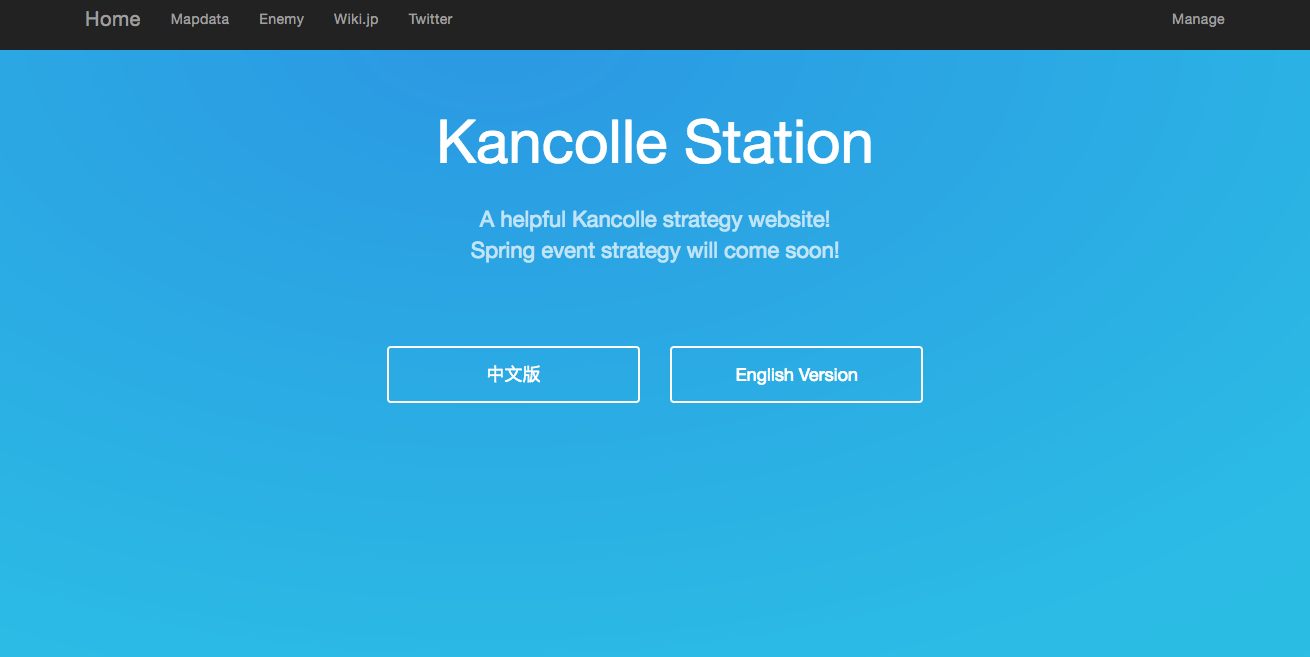 Home Mapdata Enemy Wiki.jp Twitter Manage
Kancolle Station
A helpful Kancolle strategy website!
Spring event strategy will come soon!
中文版 English Version